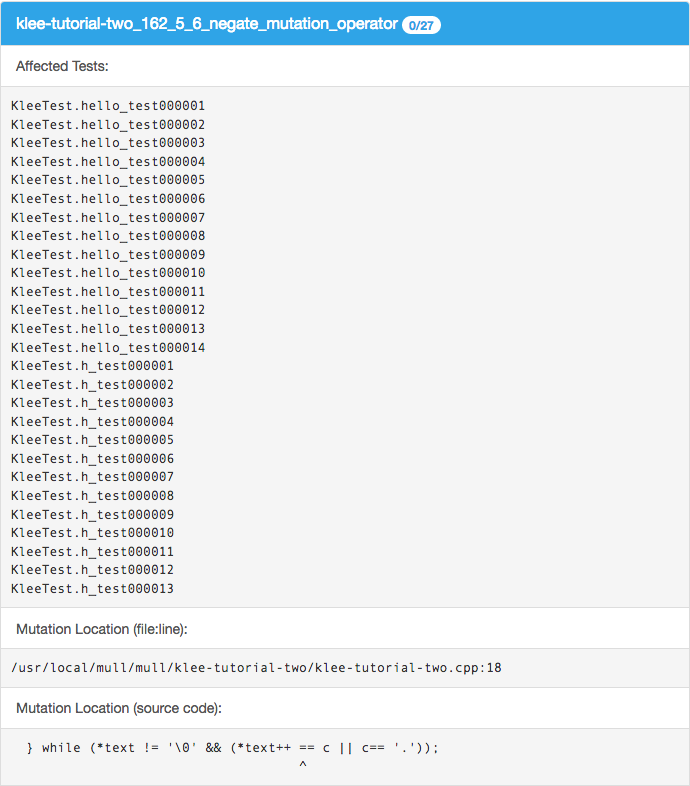 klee-tutorial-two_162_5_6_negate_mutation_operator 0/27
Affected Tests:
KleeTest.hello_test000001
KleeTest.hello_test000002
KleeTest.hello_test000003
KleeTest.hello_test000004
KleeTest.hello_test000005
KleeTest.hello_test000006
KleeTest.hello_test000007
KleeTest.hello_test000008
KleeTest.hello_test000009
KleeTest.hello_test000010
KleeTest.hello_test000011
KleeTest.hello_test000012
KleeTest.hello_test000013
KleeTest.hello_test000014
KleeTest.h_test000001
KleeTest.h_test000002
KleeTest.h_test000003
KleeTest.h_test000004
KleeTest.h_test000005
KleeTest.h_test000006
KleeTest.h_test000007
KleeTest.h_test000008
KleeTest.h_test000009
KleeTest.h_test000010
KleeTest.h_test000011
KleeTest.h_test000012
KleeTest.h_test000013
Mutation Location (file:line):
/usr/local/mull/mull/klee-tutorial-two/klee-tutorial-two.cpp:18
Mutation Location (source code):
  } while (*text != '\0' && (*text++ == c || c== '.'));
                                     ^